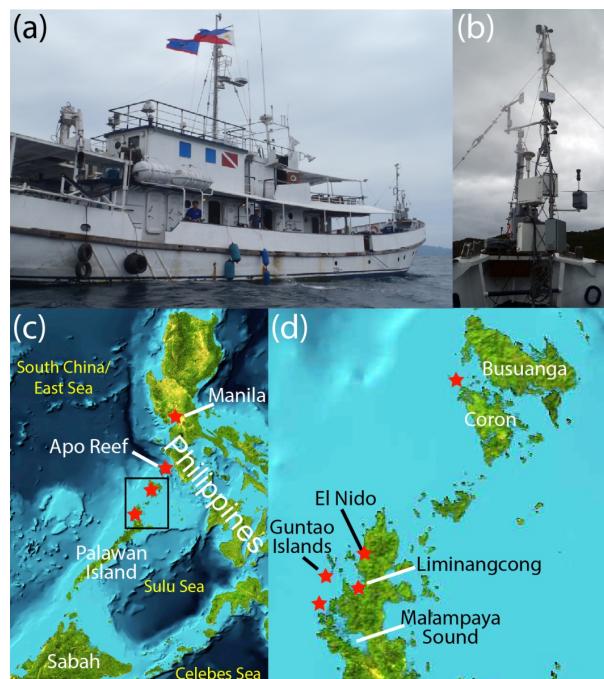 (a)
(b)
(c)
South China/
East Sea
Manila
Apo Reef
Philippines
Palawan
Island
Sulu Sea
Sabah
Celebes Sea
(d)
Busuanga
Coron
El Nido
Guntao
Islands
Liminangcong
Malampaya
Sound